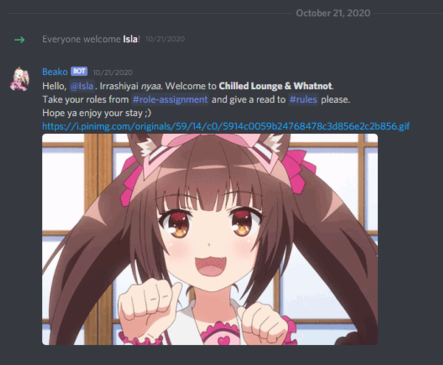 October 21, 2020
Everyone welcome Isla! 10/21/2020
Beako BOT 10/21/2020
Hello, @Isla . Irrashiyai nyaa. Welcome to Chilled Lounge & Whatnot.
Take your roles from #role-assignment and give a read to #rules please.
Hope ya enjoy your stay ;)
https://i.pinimg.com/originals/59/14/c0/5914c0059b24768478c3d856e2c2b856.gif